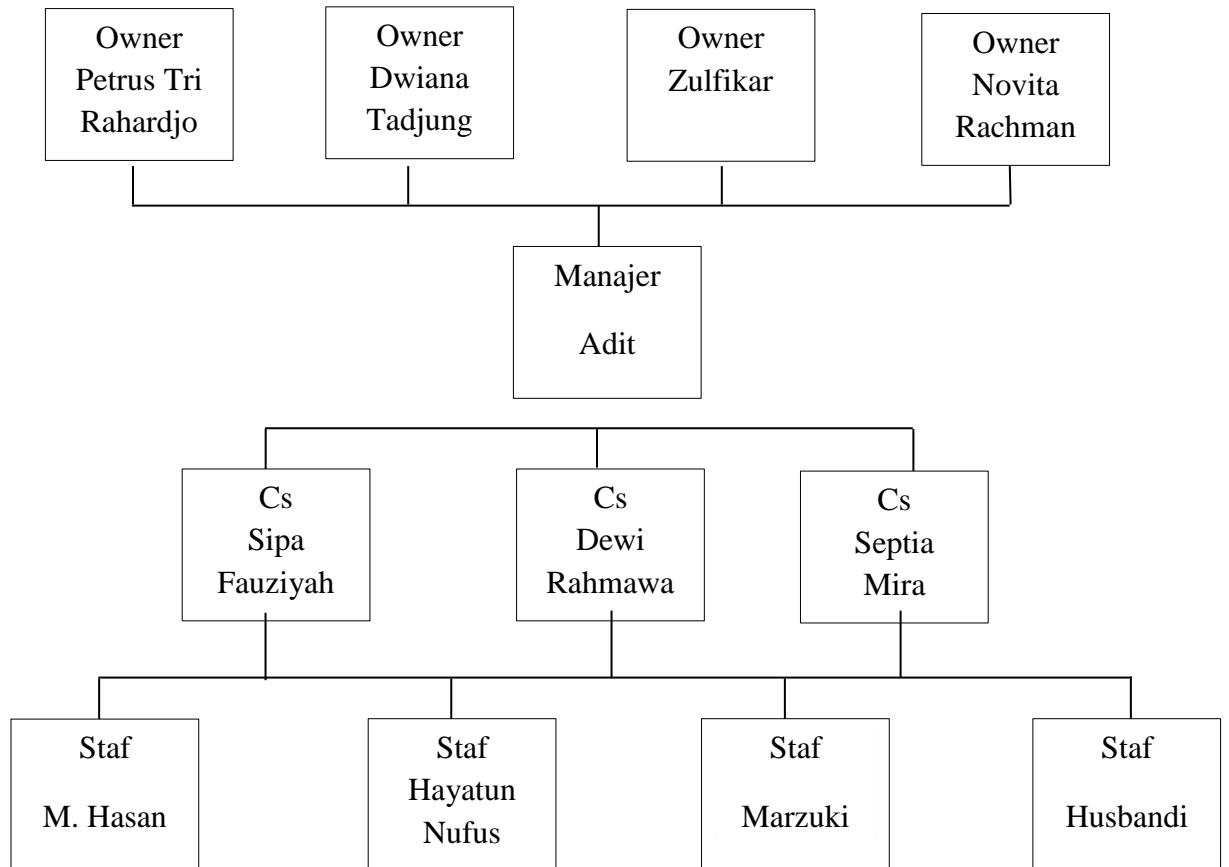 Owner
Petrus Tri
Rahardjo
Owner
Dwiana
Tadjung
Owner
Zulfikar
Owner
Novita
Rachman
Manajer
Adit
Cs
Sipa
Fauziyah
Cs
Dewi
Rahmawa
Cs
Septia
Mira
Staf
M. Hasan
Staf
Hayatun
Nufus
Staf
Marzuki
Staf
Husbandi